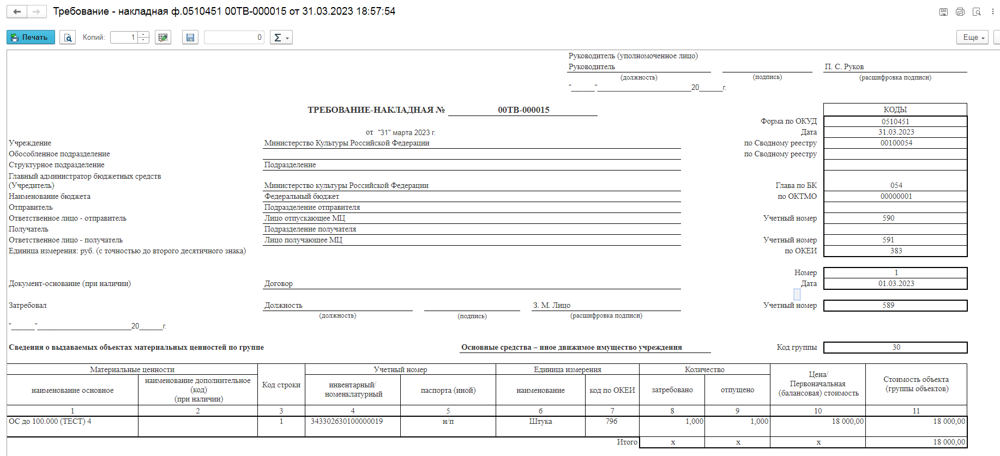 Требование - накладная ф.0510451 00ТВ-000015 от 31.03.2023 18:57:54
Печать Копий: 1 0 Σ Еще
Руководитель (уполномоченное лицо)
Руководитель П. С. Руков
(должность) (подпись) (расшифровка подписи)
"______"________________________20______г.
ТРЕБОВАНИЕ-НАКЛАДНАЯ № 00ТВ-000015 КОДЫ
Форма по ОКУД 0510451
от "31" марта 2023 г. Дата 31.03.2023
Учреждение Министерство Культуры Российской Федерации по Сводному реестру 00100054
Обособленное подразделение по Сводному реестру
Структурное подразделение Подразделение
Главный администратор бюджетных средств
(Учредитель) Министерство культуры Российской Федерации Глава по БК 054
Наименование бюджета Федеральный бюджет по ОКТМО 00000001
Отправитель Подразделение отправителя
Ответственное лицо - отправитель Лицо отпускающее МЦ Учетный номер 590
Получатель Подразделение получателя
Ответственное лицо - получатель Лицо получающее МЦ Учетный номер 591
Единица измерения: руб. (с точностью до второго десятичного знака) по ОКЕИ 383
Номер 1
Документ-основание (при наличии) Договор Дата 01.03.2023
Затребовал Должность З. М. Лицо Учетный номер 589
(должность) (подпись) (расшифровка подписи)
"______"________________________20______г.
Сведения о выдаваемых объектах материальных ценностей по группе Основные средства – иное движимое имущество учреждения Код группы 30
Материальные ценности Код строки Учетный номер Единица измерения Количество Цена/ Первоначальная (балансовая) стоимость Стоимость объекта (группы объектов)
наименование основное наименование дополнительное (код) (при наличии) инвентарный/ номенклатурный паспорта (иной) наименование код по ОКЕИ затребовано отпущено
1 2 3 4 5 6 7 8 9 10 11
ОС до 100.000 (ТЕСТ) 4 1 343302630100000019 н/п Штука 796 1,000 1,000 18 000,00 18 000,00
Итого х х х 18 000,00